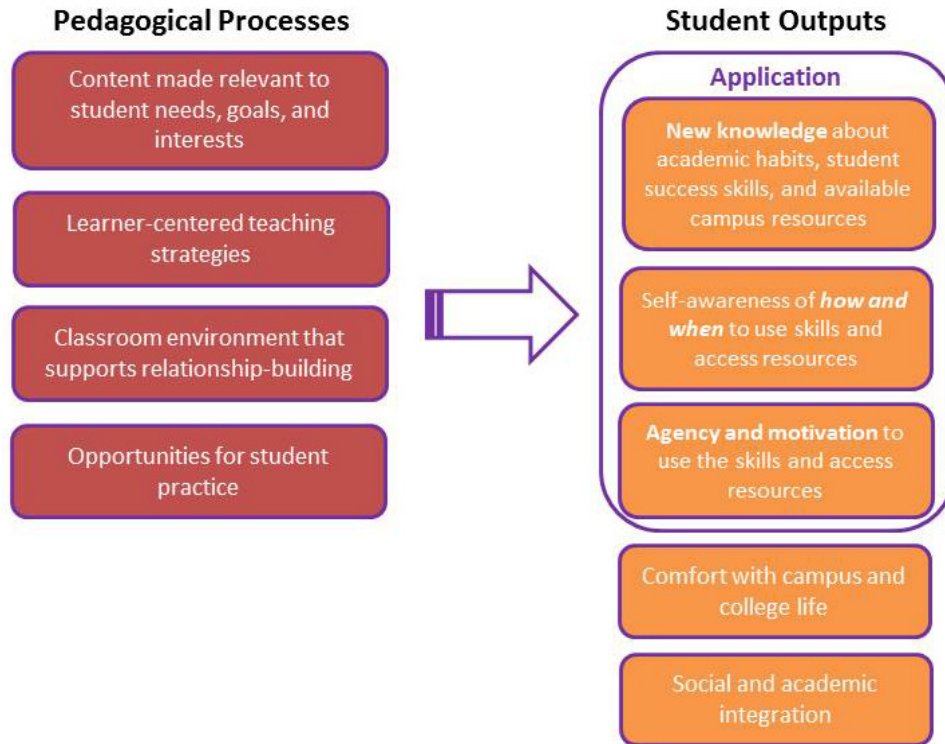 Pedagogical Processes
Content made relevant to
student needs, goals, and
interests
Learner-centered teaching
strategies
Classroom environment that
supports relationship-building
Opportunities for student
practice
Student Outputs
Application
New knowledge about
academic habits, student
success skills, and available
campus resources
Self-awareness of how and
when to use skills and
access resources
Agency and motivation to
use the skills and access
resources
Comfort with campus and
college life
Social and academic
integration